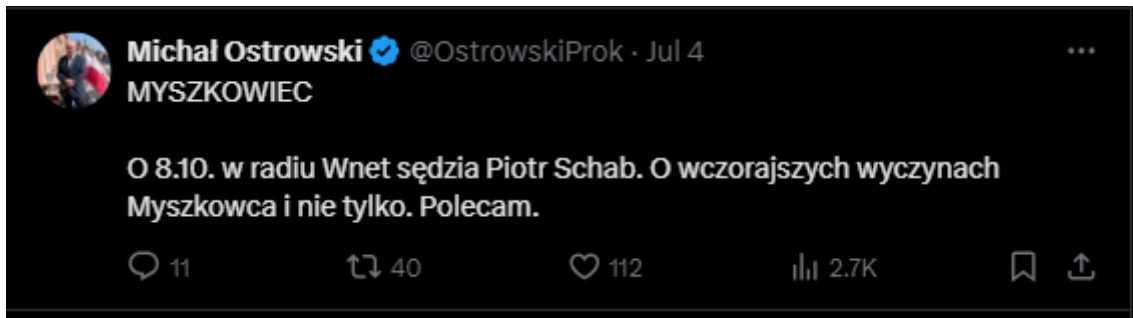 Michał Ostrowski @OstrowskiProk · Jul 4
MYSZKOWIEC
O 8.10. w radiu Wnet sędzia Piotr Schab. O wczorajszych wyczynach
Myszkowca i nie tylko. Polecam.
11 40 112 2.7K